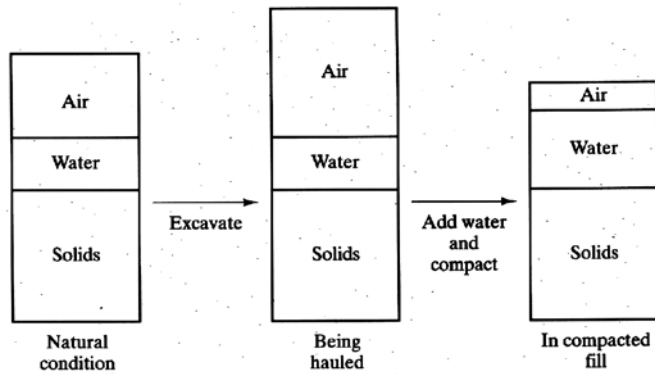 Air
Water
Solids
Natural
condition
Excavate
Air
Water
Solids
Being
hauled
Add water
and
compact
Air
Water
Solids
In compacted
fill